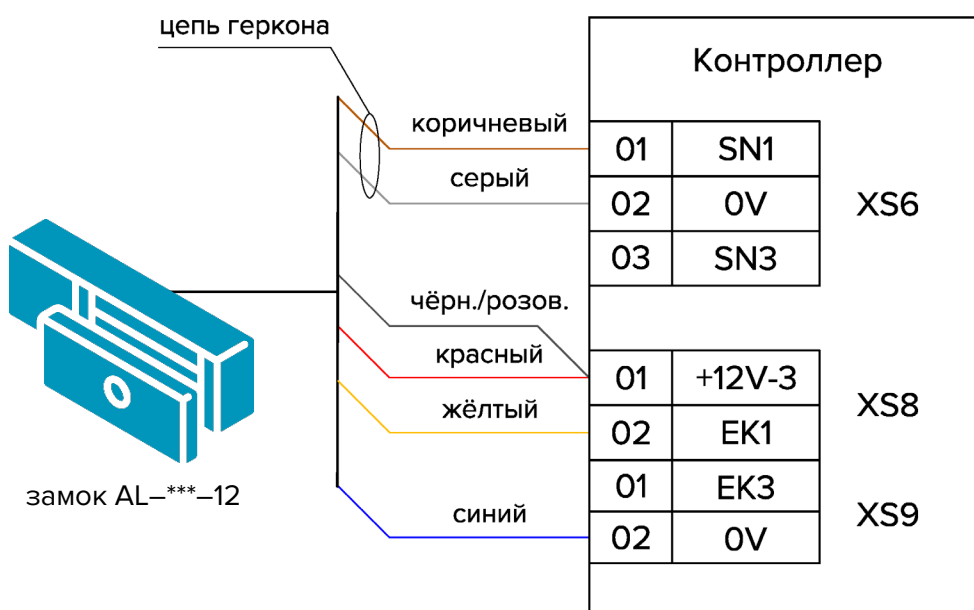 цепь геркона
Контроллер
коричневый
01 SN1
серый
02 0V
XS6
03 SN3
чёрн./розов.
красный
01 +12V-3
XS8
жёлтый
02 EK1
замок AL–***–12
01 EK3
XS9
синий
02 0V